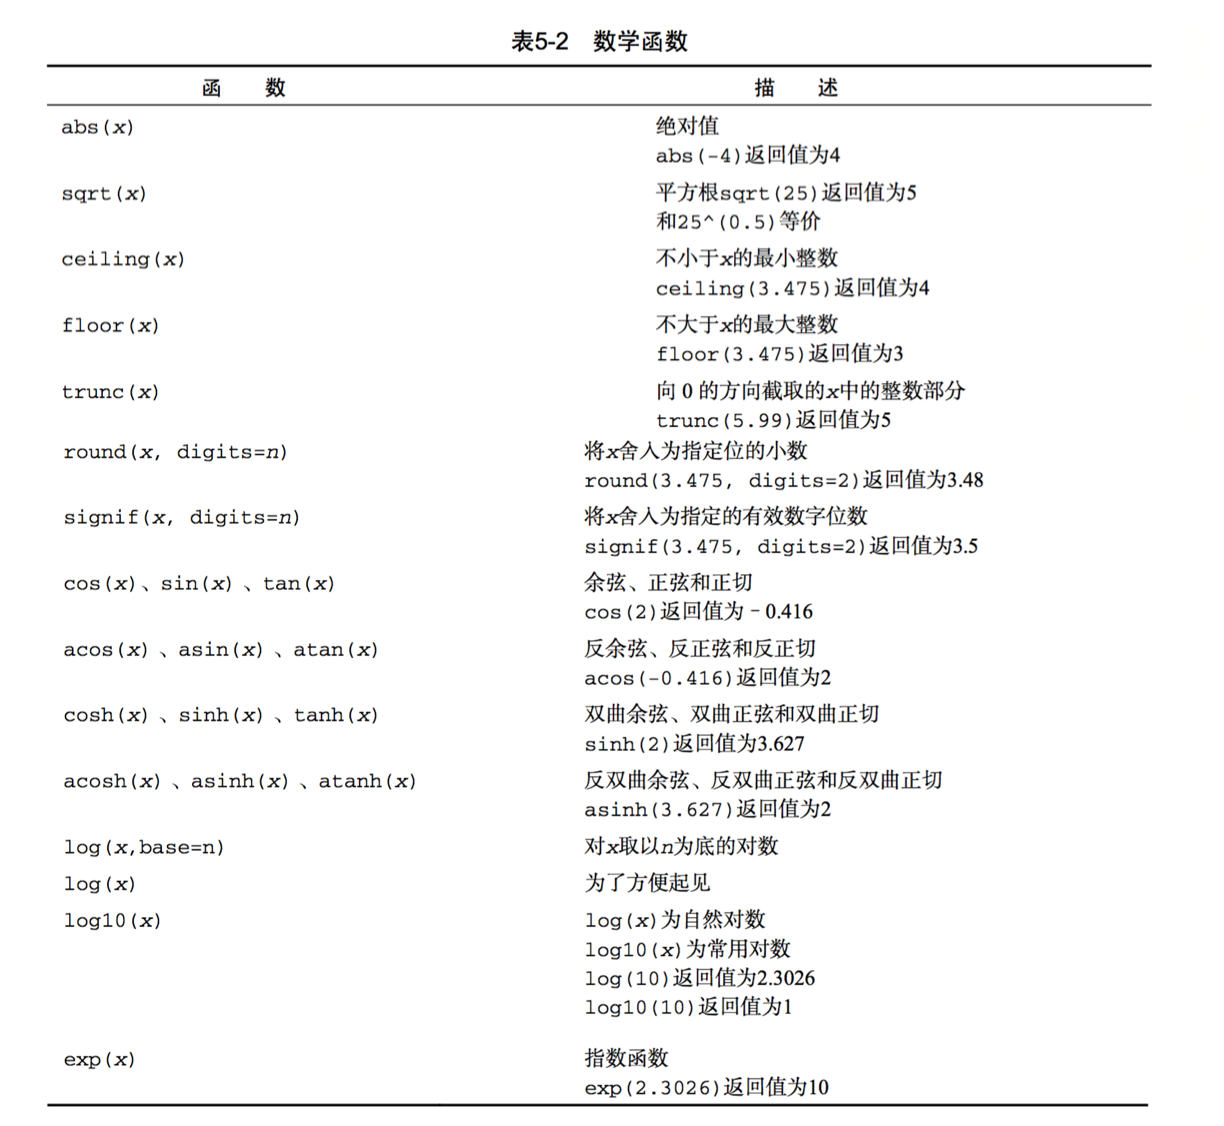 表5-2 数学函数
函 数 描 述
abs(x) 绝对值
abs(-4)返回值为4
sqrt(x) 平方根sqrt(25)返回值为5
和25^(0.5)等价
ceiling(x) 不小于x的最小整数
ceiling(3.475)返回值为4
floor(x) 不大于x的最大整数
floor(3.475)返回值为3
trunc(x) 向 0 的方向截取的x中的整数部分
trunc(5.99)返回值为5
round(x, digits=n) 将x舍入为指定位的小数
round(3.475, digits=2)返回值为3.48
signif(x, digits=n) 将x舍入为指定的有效数字位数
signif(3.475, digits=2)返回值为3.5
cos(x)、sin(x)、tan(x) 余弦、正弦和正切
cos(2)返回值为–0.416
acos(x)、asin(x)、atan(x) 反余弦、反正弦和反正切
acos(-0.416)返回值为2
cosh(x)、sinh(x)、tanh(x) 双曲余弦、双曲正弦和双曲正切
sinh(2)返回值为3.627
acosh(x)、asinh(x)、atanh(x) 反双曲余弦、反双曲正弦和反双曲正切
asinh(3.627)返回值为2
log(x,base=n) 对x取以n为底的对数
log(x) 为了方便起见
log10(x) log(x)为自然对数
log10(x)为常用对数
log(10)返回值为2.3026
log10(10)返回值为1
exp(x) 指数函数
exp(2.3026)返回值为10